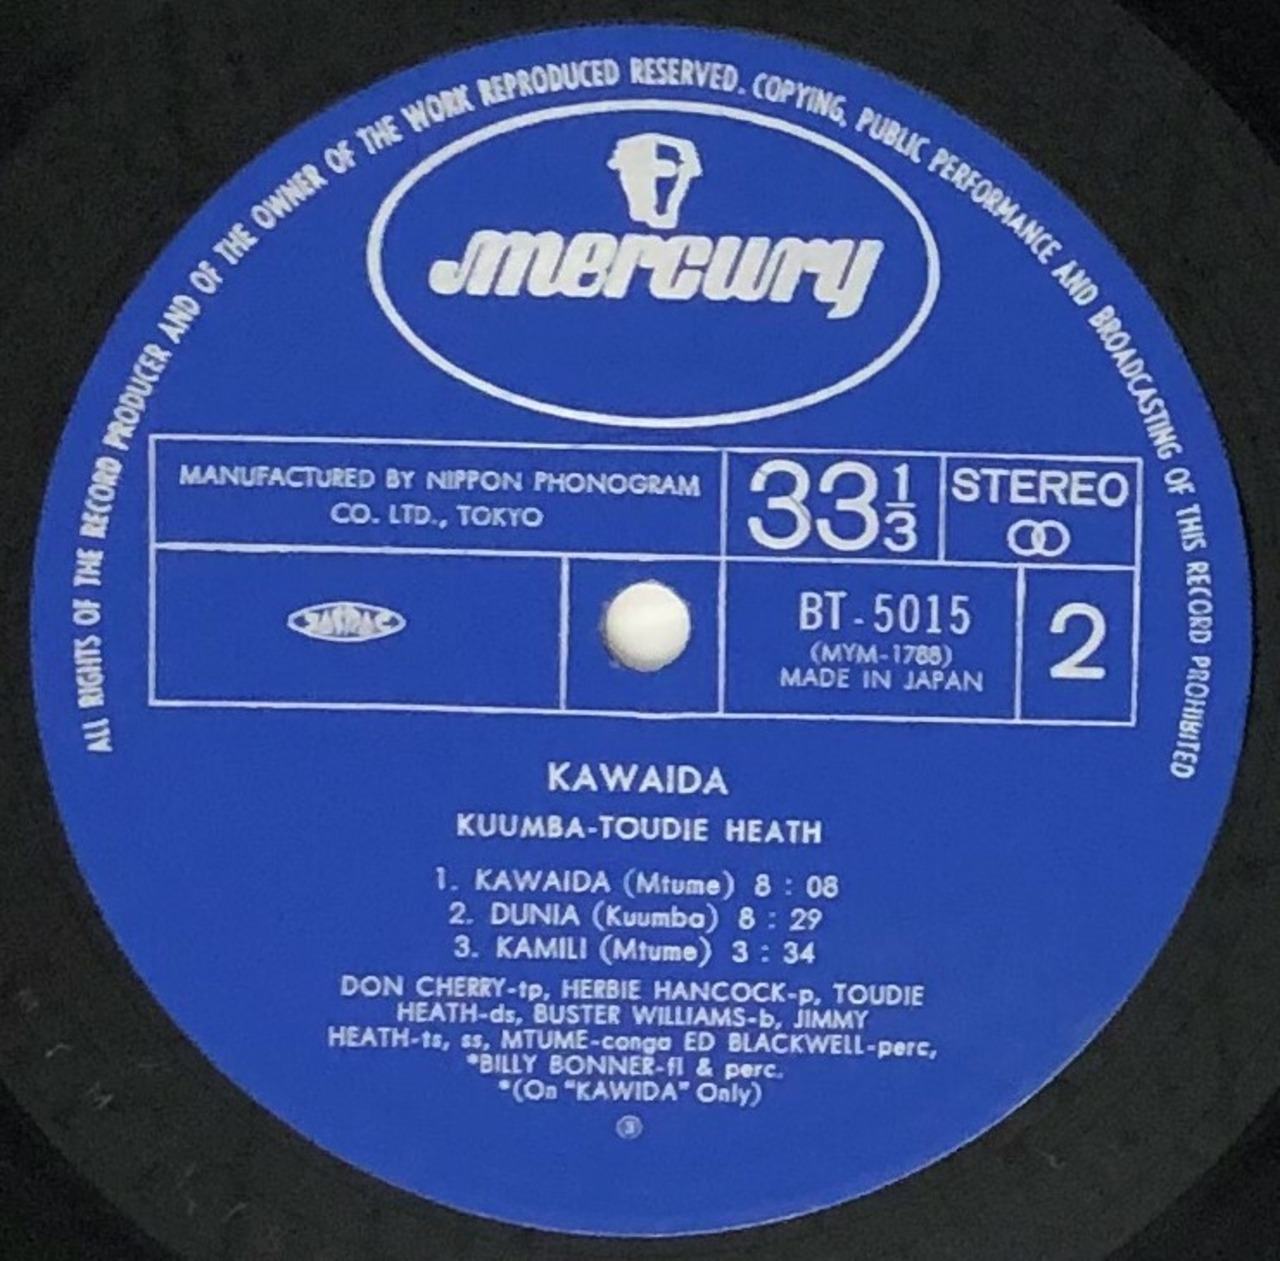 ALL RIGHTS OF THE RECORD PRODUCER AND OF THE OWNER OF THE WORK REPRODUCED RESERVED. COPYING, PUBLIC PERFORMANCE AND BROADCASTING OF THIS RECORD PROHIBITED
mercury
MANUFACTURED BY NIPPON PHONOGRAM
CO. LTD., TOKYO
33 1/3
STEREO
JASRAC
BT-5015
(MYM-1788)
MADE IN JAPAN
2
KAWAIDA
KUUMBA-TOUDIE HEATH
1. KAWAIDA (Mtume) 8 : 08
2. DUNIA (Kuumba) 8 : 29
3. KAMILI (Mtume) 3 : 34
DON CHERRY-tp, HERBIE HANCOCK-p, TOUDIE
HEATH-ds, BUSTER WILLIAMS-b, JIMMY
HEATH-ts, ss, MTUME-conga ED BLACKWELL-perc,
*BILLY BONNER-fl & perc.
*(On "KAWIDA" Only)